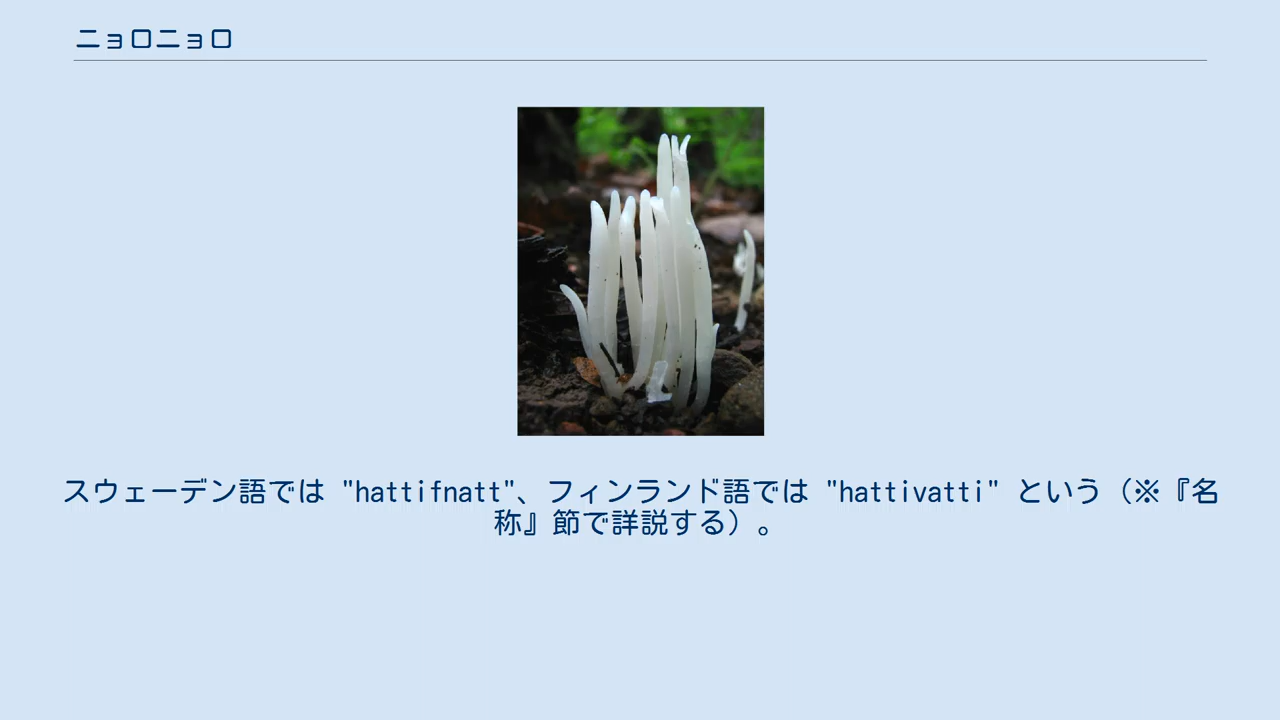 ニョロニョロ
スウェーデン語では "hattifnatt"、フィンランド語では "hattivatti" という（※『名
称』節で詳説する）。